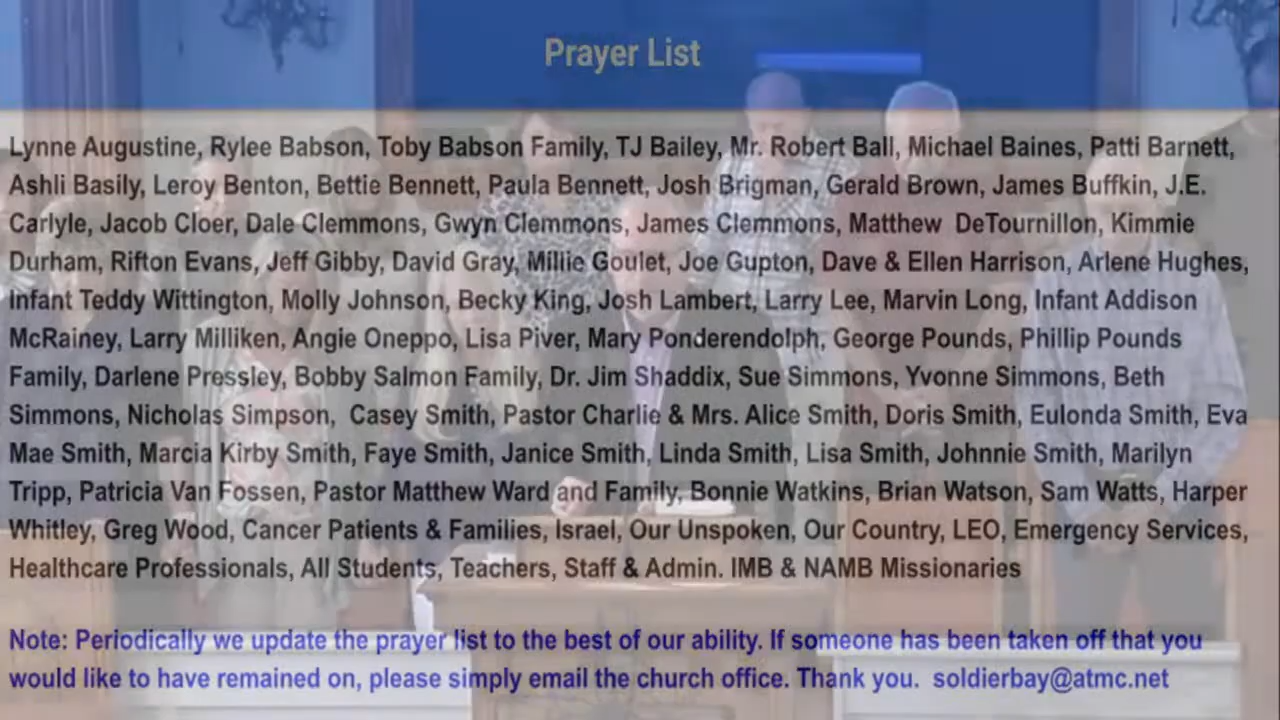 Prayer List
Lynne Augustine, Rylee Babson, Toby Babson Family, TJ Bailey, Mr. Robert Ball, Michael Baines, Patti Barnett,
Ashli Basily, Leroy Benton, Bettie Bennett, Paula Bennett, Josh Brigman, Gerald Brown, James Buffkin, J.E.
Carlyle, Jacob Cloer, Dale Clemmons, Gwyn Clemmons, James Clemmons, Matthew DeTournillon, Kimmie
Durham, Rifton Evans, Jeff Gibby, David Gray, Millie Goulet, Joe Gupton, Dave & Ellen Harrison, Arlene Hughes,
Infant Teddy Wittington, Molly Johnson, Becky King, Josh Lambert, Larry Lee, Marvin Long, Infant Addison
McRainey, Larry Milliken, Angie Oneppo, Lisa Piver, Mary Ponderendolph, George Pounds, Phillip Pounds
Family, Darlene Pressley, Bobby Salmon Family, Dr. Jim Shaddix, Sue Simmons, Yvonne Simmons, Beth
Simmons, Nicholas Simpson, Casey Smith, Pastor Charlie & Mrs. Alice Smith, Doris Smith, Eulonda Smith, Eva
Mae Smith, Marcia Kirby Smith, Faye Smith, Janice Smith, Linda Smith, Lisa Smith, Johnnie Smith, Marilyn
Tripp, Patricia Van Fossen, Pastor Matthew Ward and Family, Bonnie Watkins, Brian Watson, Sam Watts, Harper
Whitley, Greg Wood, Cancer Patients & Families, Israel, Our Unspoken, Our Country, LEO, Emergency Services,
Healthcare Professionals, All Students, Teachers, Staff & Admin. IMB & NAMB Missionaries
Note: Periodically we update the prayer list to the best of our ability. If someone has been taken off that you
would like to have remained on, please simply email the church office. Thank you. soldierbay@atmc.net